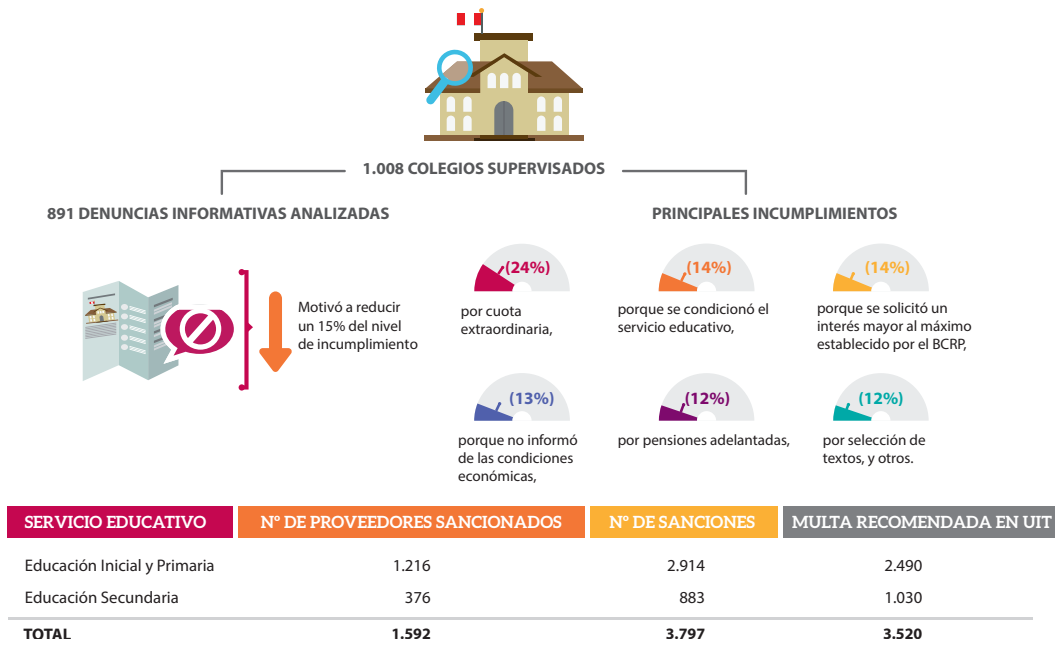 1.008 COLEGIOS SUPERVISADOS
891 DENUNCIAS INFORMATIVAS ANALIZADAS
Motivó a reducir
un 15% del nivel
de incumplimiento
PRINCIPALES INCUMPLIMIENTOS
(24%)
por cuota
extraordinaria,
(14%)
porque se condicionó el
servicio educativo,
(14%)
porque se solicitó un
interés mayor al máximo
establecido por el BCRP,
(13%)
porque no informó
de las condiciones
económicas,
(12%)
por pensiones adelantadas,
(12%)
por selección de
textos, y otros.
SERVICIO EDUCATIVO Nº DE PROVEEDORES SANCIONADOS Nº DE SANCIONES MULTA RECOMENDADA EN UIT
Educación Inicial y Primaria 1.216 2.914 2.490
Educación Secundaria 376 883 1.030
TOTAL 1.592 3.797 3.520